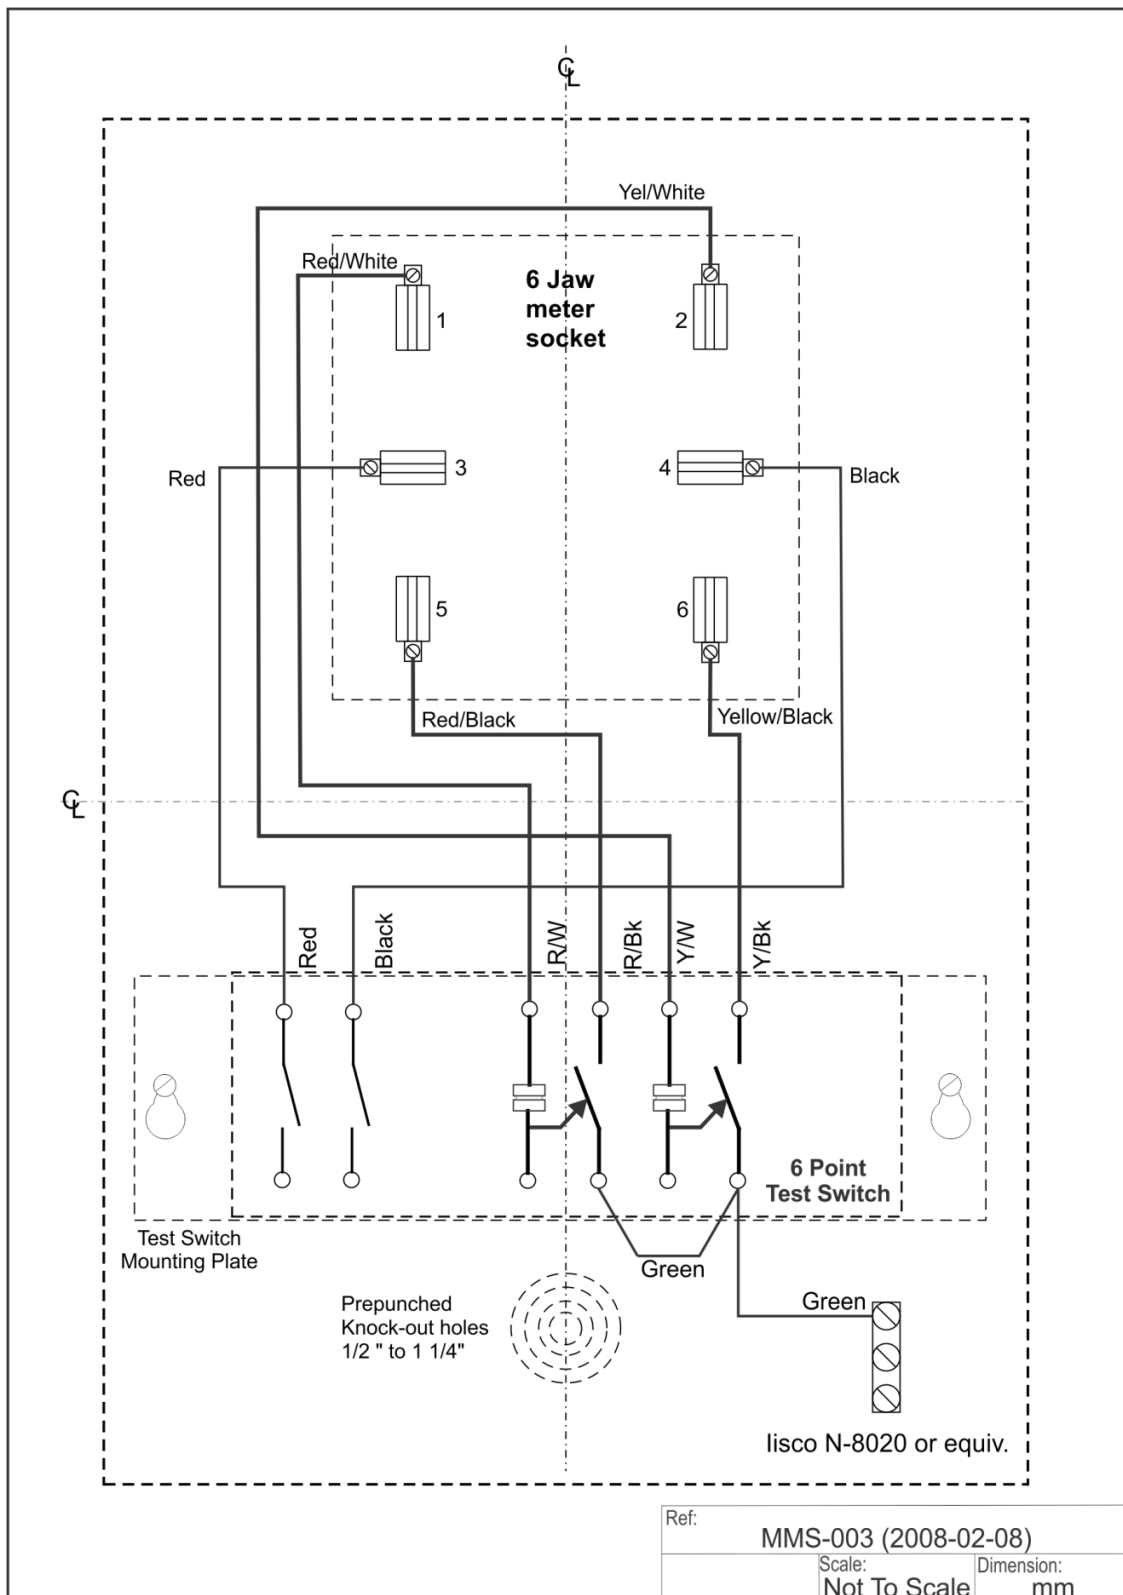 CL
Yel/White
Red/White
6 Jaw
meter
socket
1
2
Red
3
4
Black
5
6
Red/Black
Yellow/Black
CL
Red
Black
R/W
R/Bk
Y/W
Y/Bk
6 Point
Test Switch
Test Switch
Mounting Plate
Green
Prepunched
Knock-out holes
1/2 " to 1 1/4"
Green
Iisco N-8020 or equiv.
Ref:
MMS-003 (2008-02-08)
Scale:
Not To Scale
Dimension:
mm